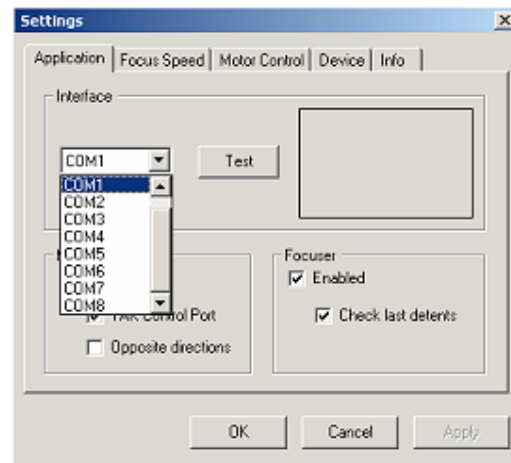 Settings
Application Focus Speed Motor Control Device Info
Interface
COM1
Test
COM1
COM2
COM3
COM4
COM5
COM6
COM7
COM8
Control Port
Opposite directions
Focuser
Enabled
Check last detents
OK Cancel Apply